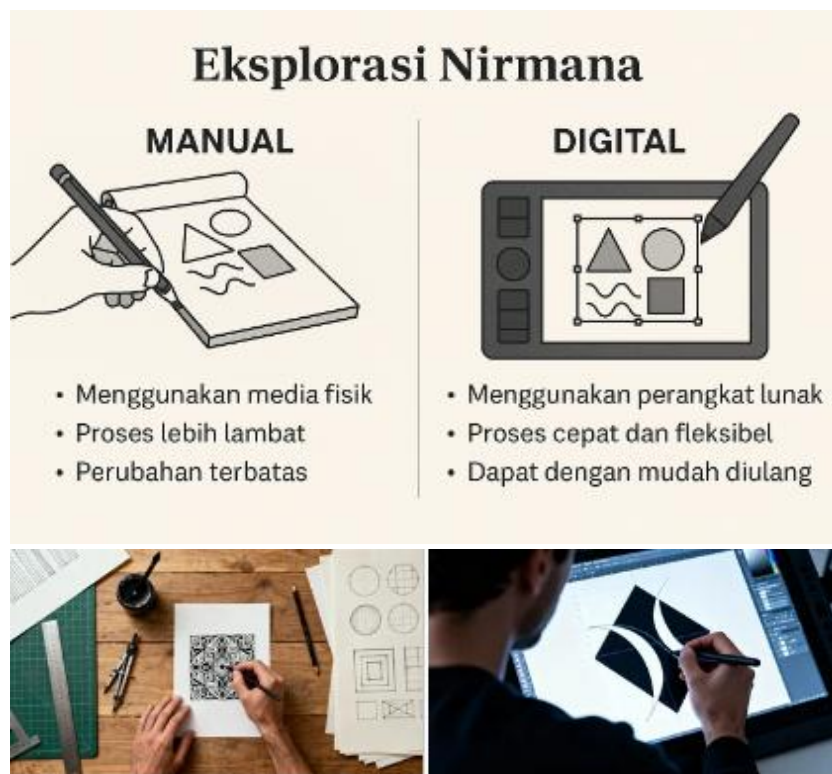 Eksplorasi Nirmana
MANUAL
• Menggunakan media fisik
• Proses lebih lambat
• Perubahan terbatas
DIGITAL
• Menggunakan perangkat lunak
• Proses cepat dan fleksibel
• Dapat dengan mudah diulang